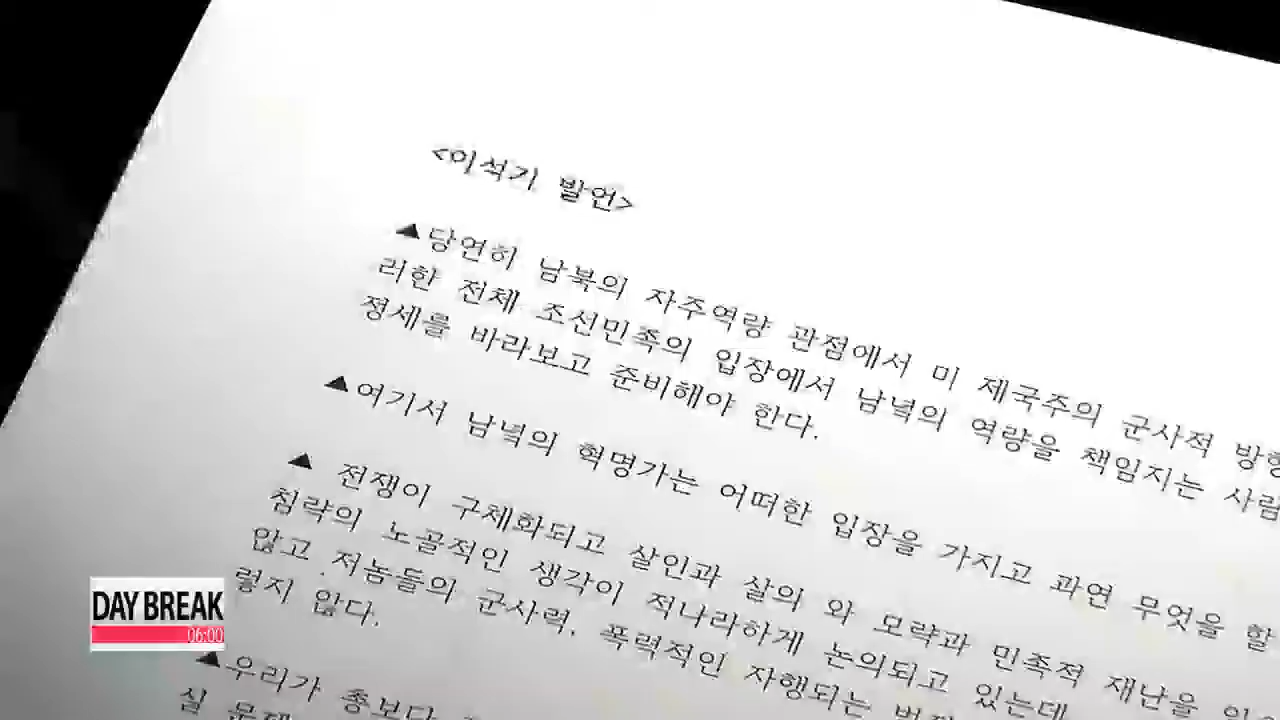 <이석기 발언>
▲당연히 남북의 자주역량 관점에서 미 제국주의 군사적
러한 전체 조선민족의 입장에서 남녘의 역량을 책임지는
정세를 바라보고 준비해야 한다.
▲여기서 남녘의 혁명가는 어떠한 입장을 가지고 과연 무엇을 할
▲ 전쟁이 구체화되고 살인과 살의 와 모략과 민족적 재난을
침략의 노골적인 생각이 적나라하게 논의되고 있는데
않고 저놈들의 군사력, 폭력적인 자행되는
렇지 않다.
▲우리가 총보다
실 문제
DAY BREAK
06:00